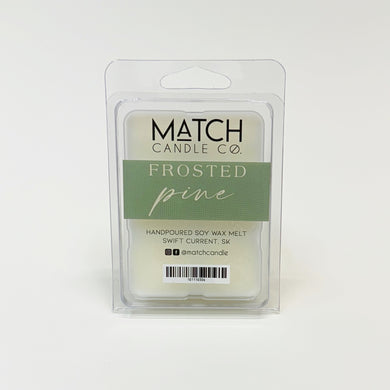 MATCH
CANDLE CO.
FROSTED
pine
HANDPOURED SOY WAX MELT
SWIFT CURRENT, SK
@matchcandle